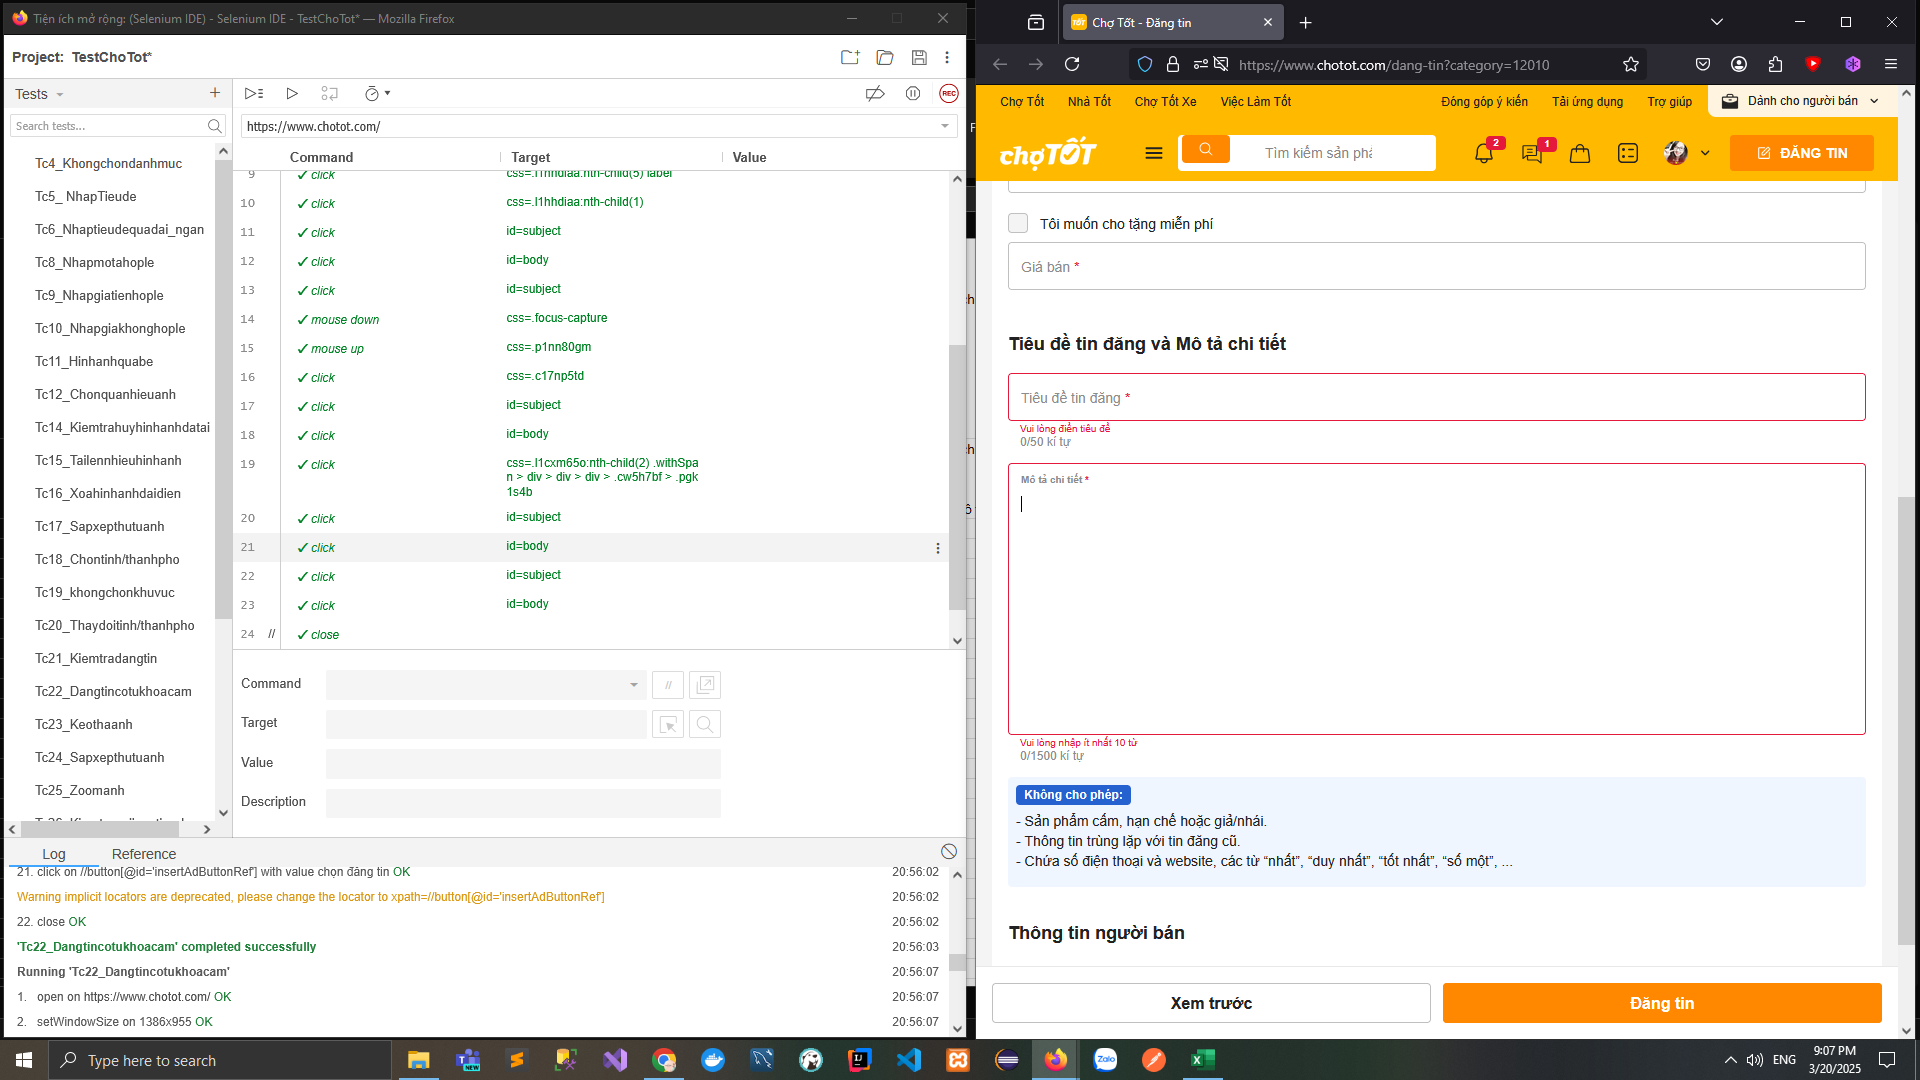 Tiện ích mở rộng: (Selenium IDE) - Selenium IDE - TestChoTot* — Mozilla Firefox
Project: TestChoTot*
Tests
Search tests...
Tc4_Khongchondanhmuc
Tc5_ NhapTieude
Tc6_Nhaptieudequadai_ngan
Tc8_Nhapmotahople
Tc9_Nhapgiatienhople
Tc10_Nhapgiakhonghople
Tc11_Hinhanhquabe
Tc12_Chonquanhieuanh
Tc14_Kiemtrahuyhinhanhdatai
Tc15_Tailennhieuhinhanh
Tc16_Xoahinhanhdaidien
Tc17_Sapxepthutuanh
Tc18_Chontinh/thanhpho
Tc19_khongchonkhuvuc
Tc20_Thaydoitinh/thanhpho
Tc21_Kiemtradangtin
Tc22_Dangtincotukhoacam
Tc23_Keothaanh
Tc24_Sapxepthutuanh
Tc25_Zoomanh
REC
https://www.chotot.com/
Command Target Value
9 click css=.l1hhdiaa:nth-child(5) label
10 click css=.l1hhdiaa:nth-child(1)
11 click id=subject
12 click id=body
13 click id=subject
14 mouse down css=.focus-capture
15 mouse up css=.p1nn80gm
16 click css=.c17np5td
17 click id=subject
18 click id=body
19 click css=.l1cxm65o:nth-child(2) .withSpa
n > div > div > div > .cw5h7bf > .pgk
1s4b
20 click id=subject
21 click id=body
22 click id=subject
23 click id=body
24 // close
Command //
Target
Value
Description
Log Reference
21. click on //button[@id='insertAdButtonRef'] with value chọn đăng tin OK 20:56:02
Warning implicit locators are deprecated, please change the locator to xpath=//button[@id='insertAdButtonRef'] 20:56:02
22. close OK 20:56:02
'Tc22_Dangtincotukhoacam' completed successfully 20:56:03
Running 'Tc22_Dangtincotukhoacam' 20:56:07
1. open on https://www.chotot.com/ OK 20:56:07
2. setWindowSize on 1386x955 OK 20:56:07
TỐT Chợ Tốt - Đăng tin
https://www.chotot.com/dang-tin?category=12010
Chợ Tốt Nhà Tốt Chợ Tốt Xe Việc Làm Tốt Đóng góp ý kiến Tải ứng dụng Trợ giúp Dành cho người bán
chợTỐT Tìm kiếm sản phẩ 2 1 ĐĂNG TIN
Tôi muốn cho tặng miễn phí
Giá bán *
Tiêu đề tin đăng và Mô tả chi tiết
Tiêu đề tin đăng *
Vui lòng điền tiêu đề
0/50 kí tự
Mô tả chi tiết *
Vui lòng nhập ít nhất 10 từ
0/1500 kí tự
Không cho phép:
- Sản phẩm cấm, hạn chế hoặc giả/nhái.
- Thông tin trùng lặp với tin đăng cũ.
- Chứa số điện thoại và website, các từ “nhất”, “duy nhất”, “tốt nhất”, “số một”, ...
Thông tin người bán
Xem trước Đăng tin
Type here to search
NEW
Zalo
ENG
9:07 PM
3/20/2025